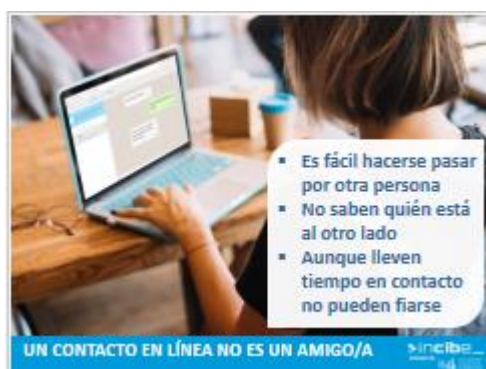 ▪ Es fácil hacerse pasar
por otra persona
▪ No saben quién está
al otro lado
▪ Aunque lleven
tiempo en contacto
no pueden fiarse
UN CONTACTO EN LÍNEA NO ES UN AMIGO/A
incibe_